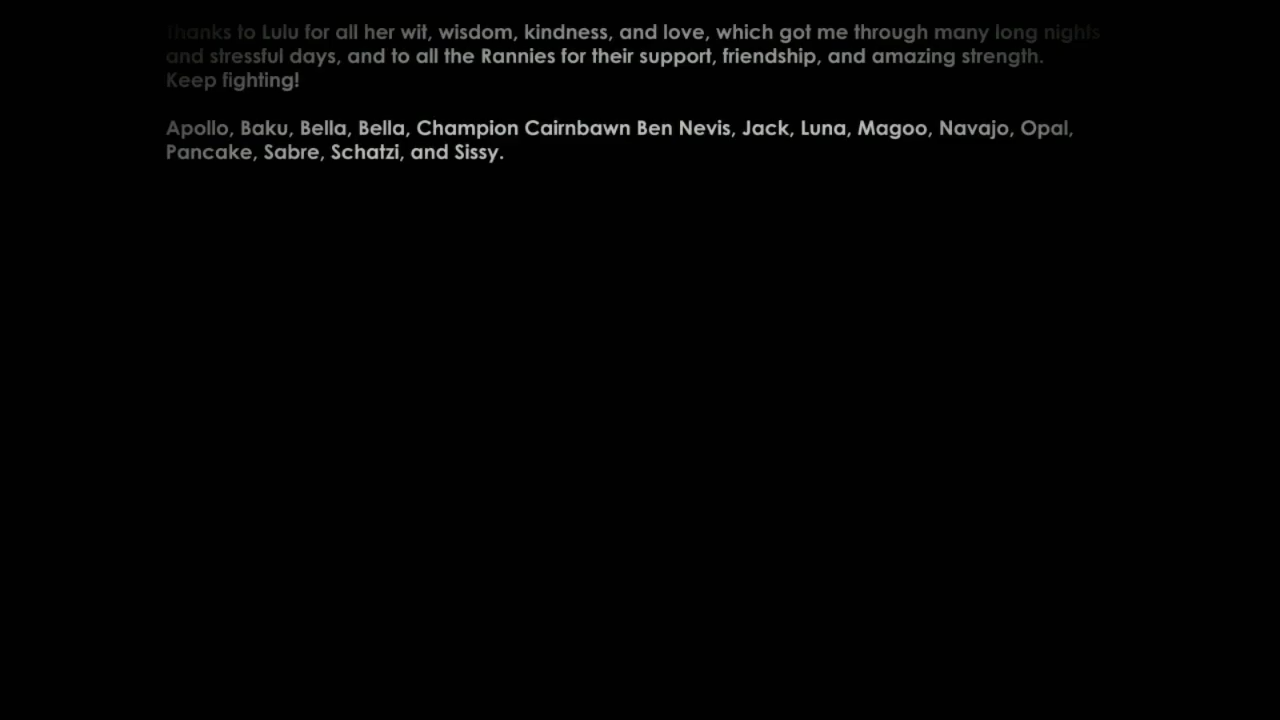 Thanks to Lulu for all her wit, wisdom, kindness, and love, which got me through many long nights
and stressful days, and to all the Rannies for their support, friendship, and amazing strength.
Keep fighting!
Apollo, Baku, Bella, Bella, Champion Cairnbawn Ben Nevis, Jack, Luna, Magoo, Navajo, Opal,
Pancake, Sabre, Schatzi, and Sissy.